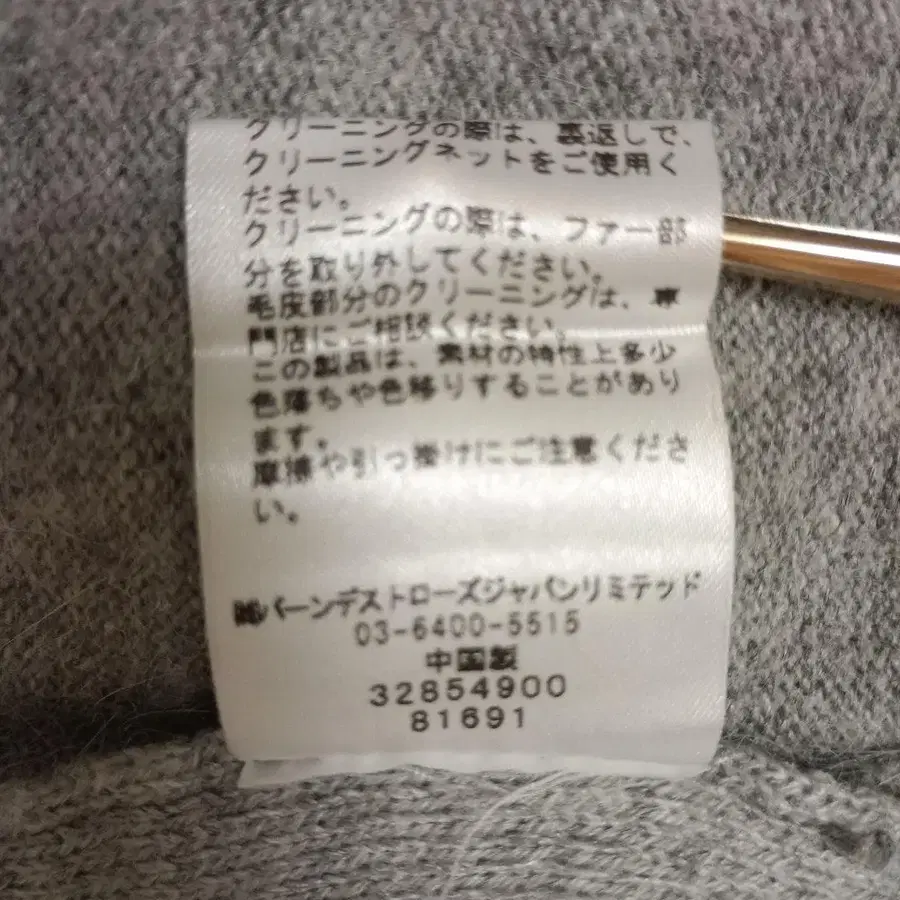 クリーニングの際は、裏返しで、
クリーニングネットをご使用く
ださい。
クリーニングの際は、ファー部
分を取り外してください。
毛皮部分のクリーニングは、専
門店にご相談ください。
この製品は、素材の特性上多少
色落ちや色移りすることがあり
ます。
摩擦や引っ掛けにご注意くださ
い。
㈱バーンデストローズジャパンリミテッド
03-6400-5515
中国製
32854900
81691